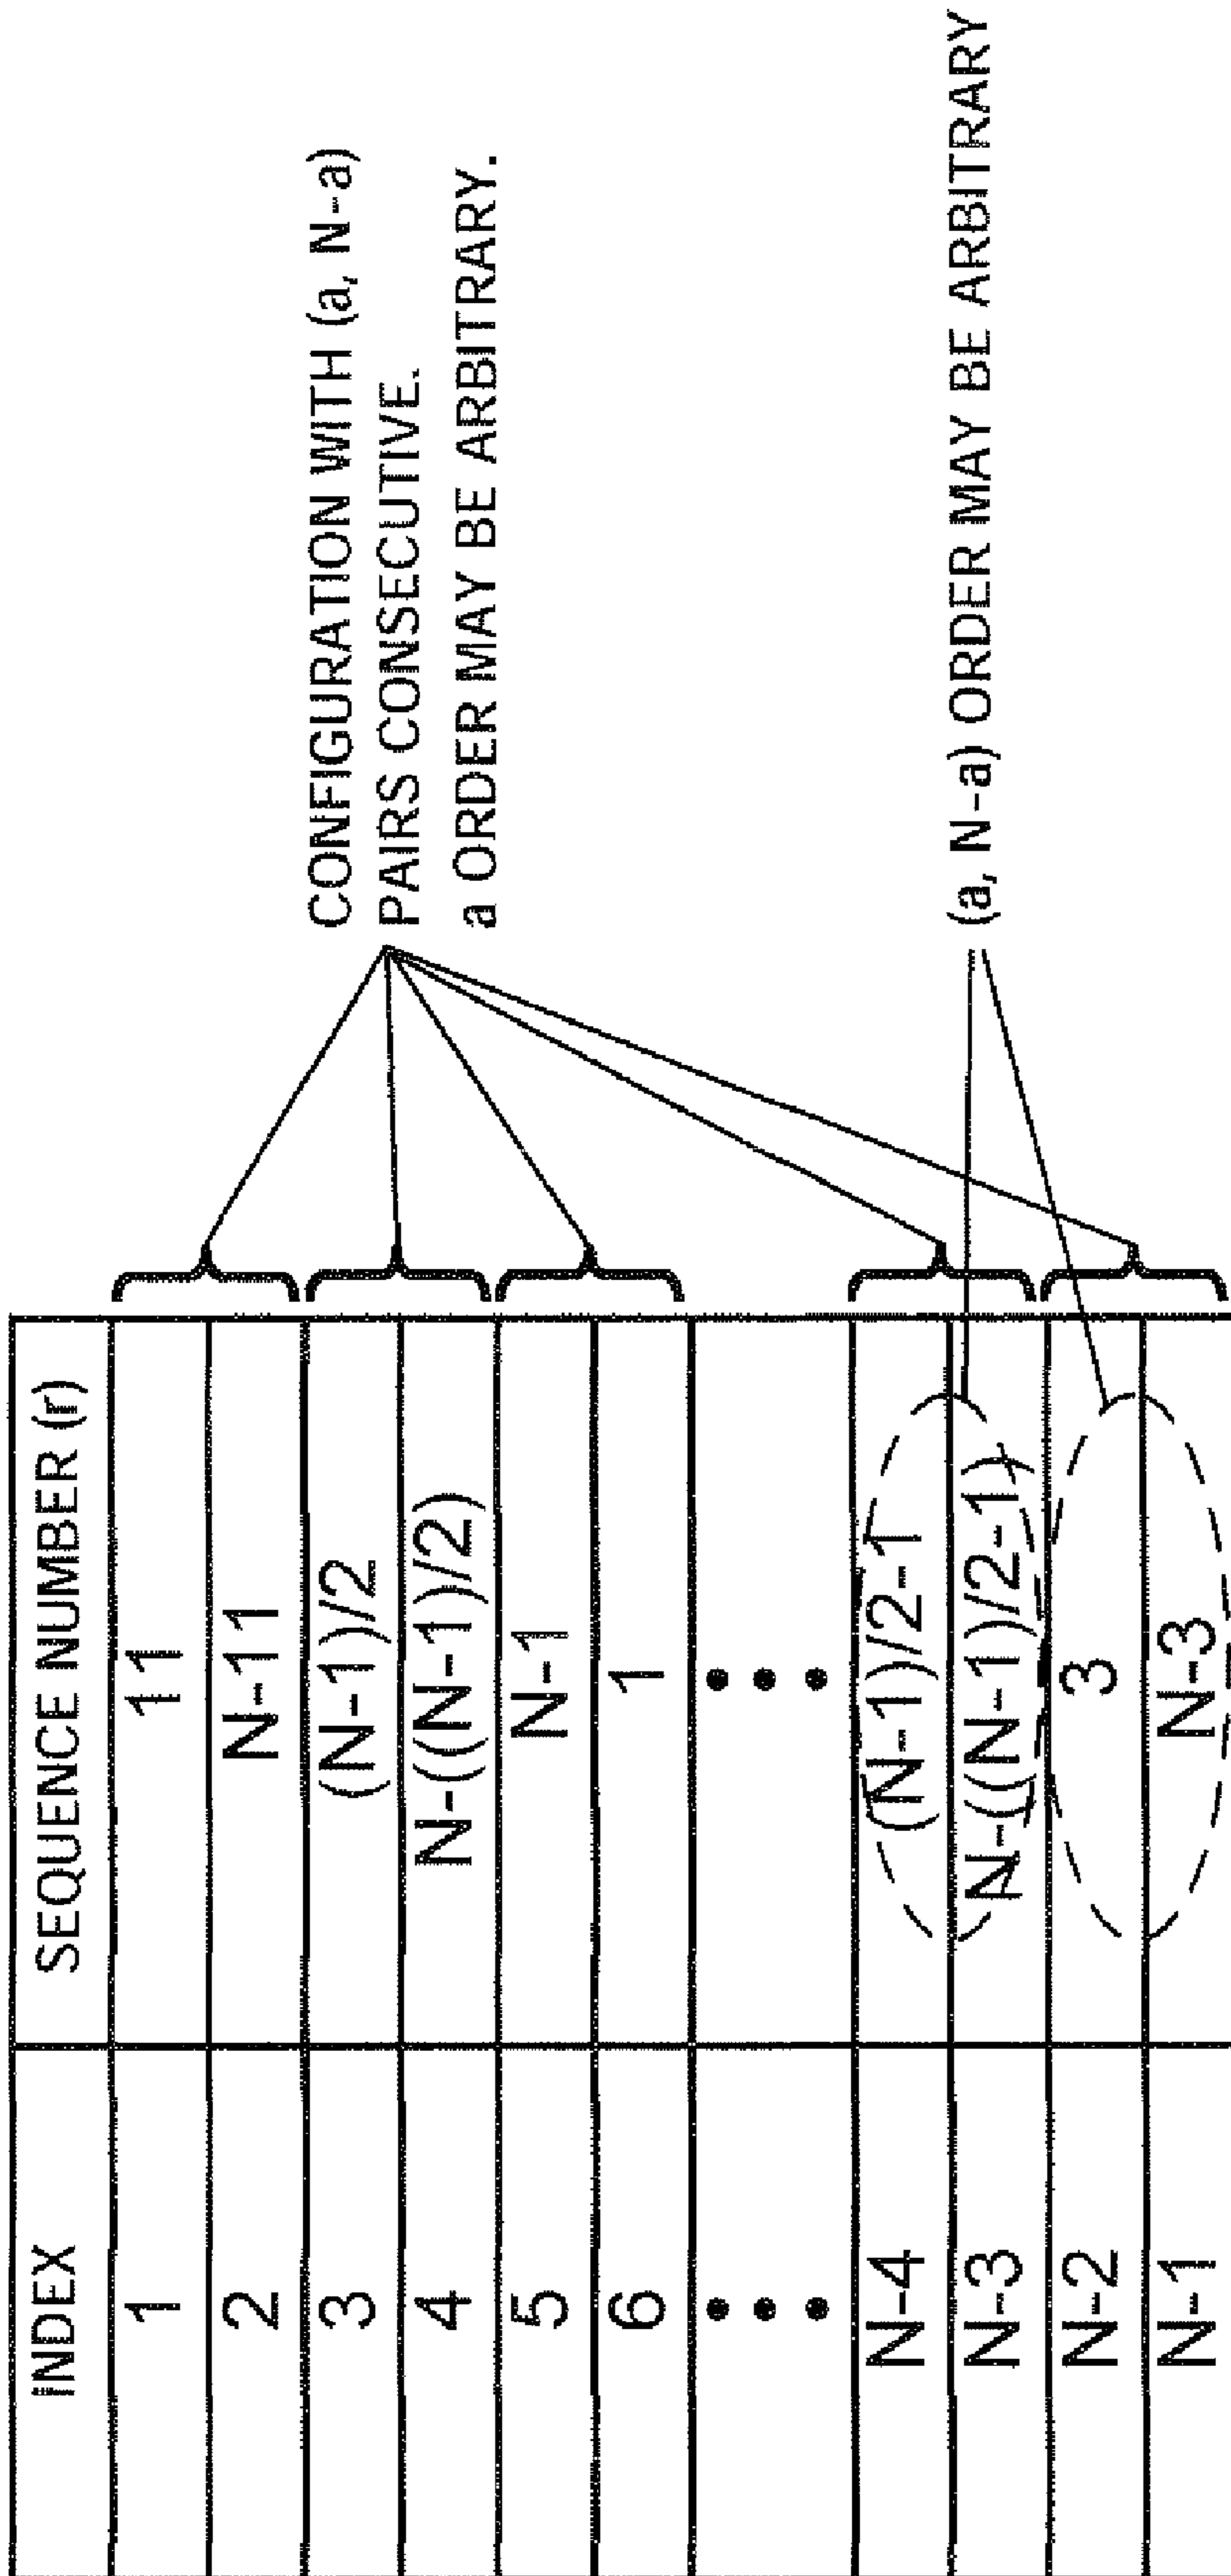 INDEX SEQUENCE NUMBER (r)
1 11
2 N-11
3 (N-1)/2
4 N-((N-1)/2)
5 N-1
6 1
••• •••
N-4 (N-1)/2-1
N-3 N-((N-1)/2-1)
N-2 3
N-1 N-3
CONFIGURATION WITH (a, N-a)
PAIRS CONSECUTIVE.
a ORDER MAY BE ARBITRARY.
(a, N-a) ORDER MAY BE ARBITRARY